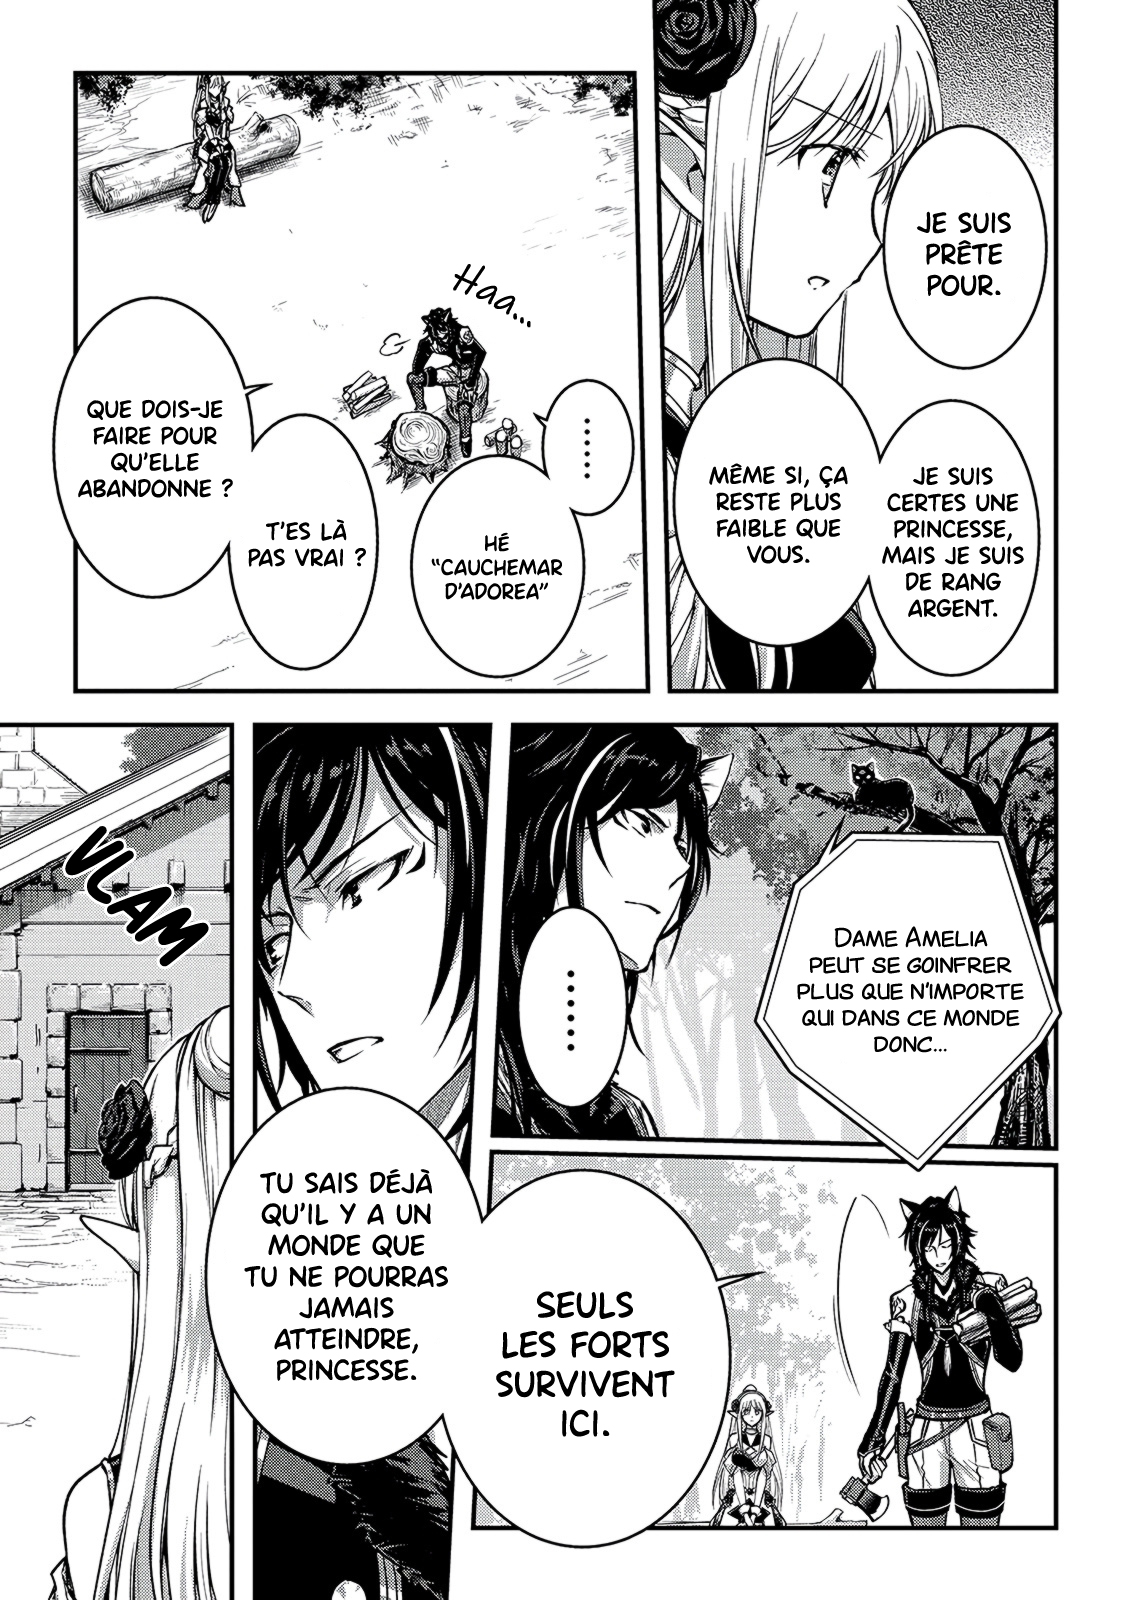 JE SUIS
PRÊTE
POUR.
JE SUIS
CERTES UNE
PRINCESSE,
MAIS JE SUIS
DE RANG
ARGENT.
MÊME SI, ÇA
RESTE PLUS
FAIBLE QUE
VOUS.
Haa...
......
HÉ
“CAUCHEMAR
D'ADOREA”
T'ES LÀ
PAS VRAI ?
QUE DOIS-JE
FAIRE POUR
QU'ELLE
ABANDONNE ?
DAME AMELIA
PEUT SE GOINFRER
PLUS QUE N'IMPORTE
QUI DANS CE MONDE
DONC...
......
SEULS
LES FORTS
SURVIVENT
ICI.
TU SAIS DÉJÀ
QU'IL Y A UN
MONDE QUE
TU NE POURRAS
JAMAIS
ATTEINDRE,
PRINCESSE.
VLAM